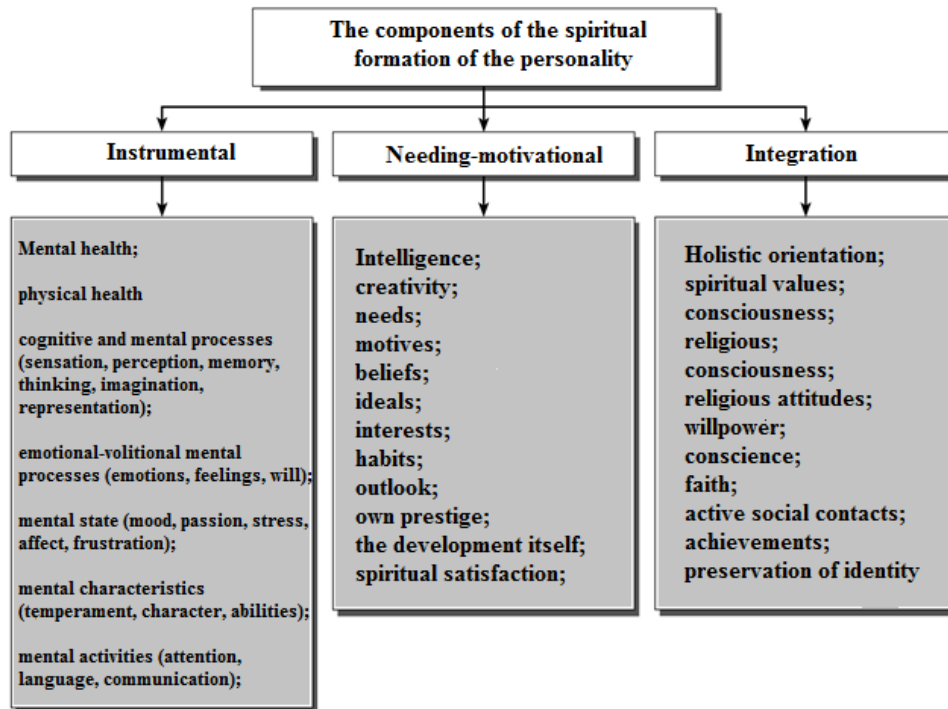 The components of the spiritual
formation of the personality
Instrumental
Needing-motivational
Integration
Mental health;
physical health
cognitive and mental processes
(sensation, perception, memory,
thinking, imagination,
representation);
emotional-volitional mental
processes (emotions, feelings, will);
mental state (mood, passion, stress,
affect, frustration);
mental characteristics
(temperament, character, abilities);
mental activities (attention,
language, communication);
Intelligence;
creativity;
needs;
motives;
beliefs;
ideals;
interests;
habits;
outlook;
own prestige;
the development itself;
spiritual satisfaction;
Holistic orientation;
spiritual values;
consciousness;
religious;
consciousness;
religious attitudes;
willpower;
conscience;
faith;
active social contacts;
achievements;
preservation of identity